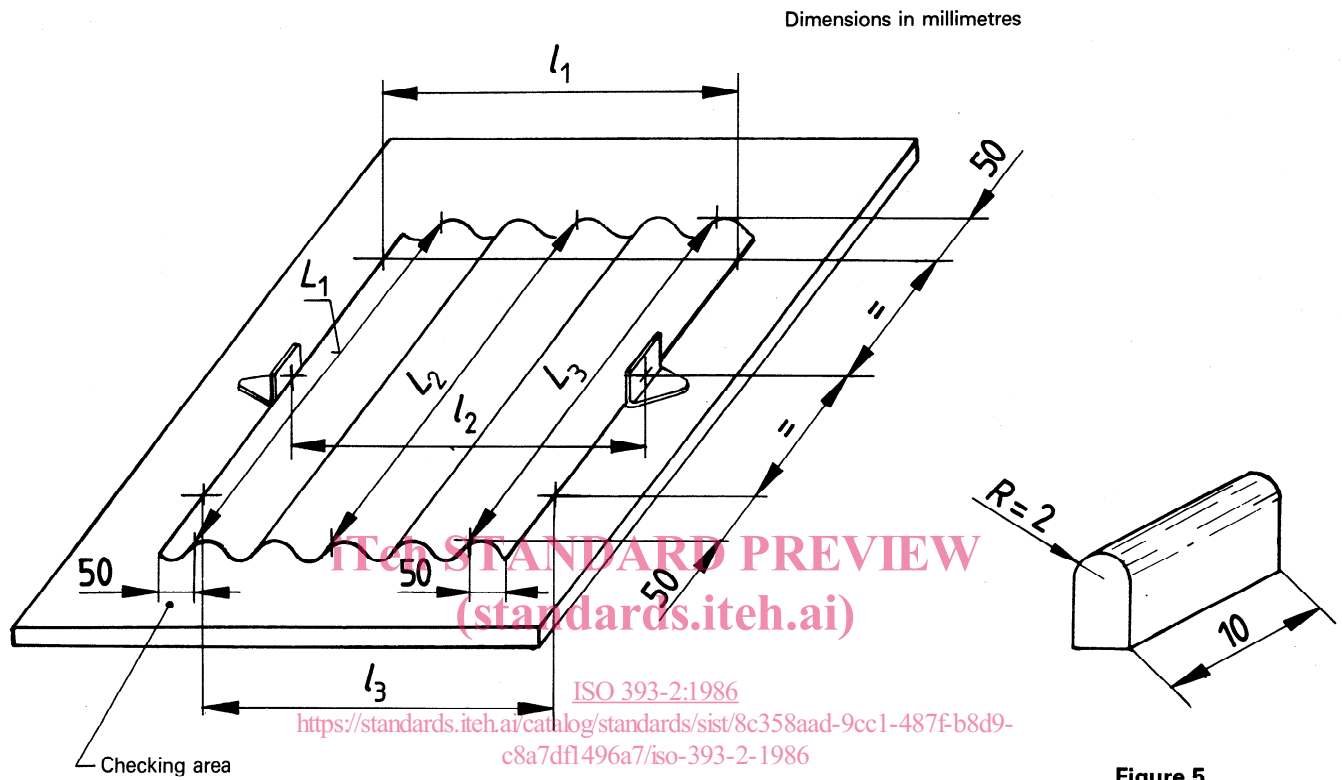 Dimensions in millimetres
l1
50
L1
=
L2
L3
l2
=
R = 2
iTeh STANDARD PREVIEW
50
50
50
(standards.iteh.ai)
10
l3
ISO 393-2:1986
https://standards.iteh.ai/catalog/standards/sist/8c358aad-9cc1-487f-b8d9-
c8a7df1496a7/iso-393-2-1986
Checking area
Figure 5